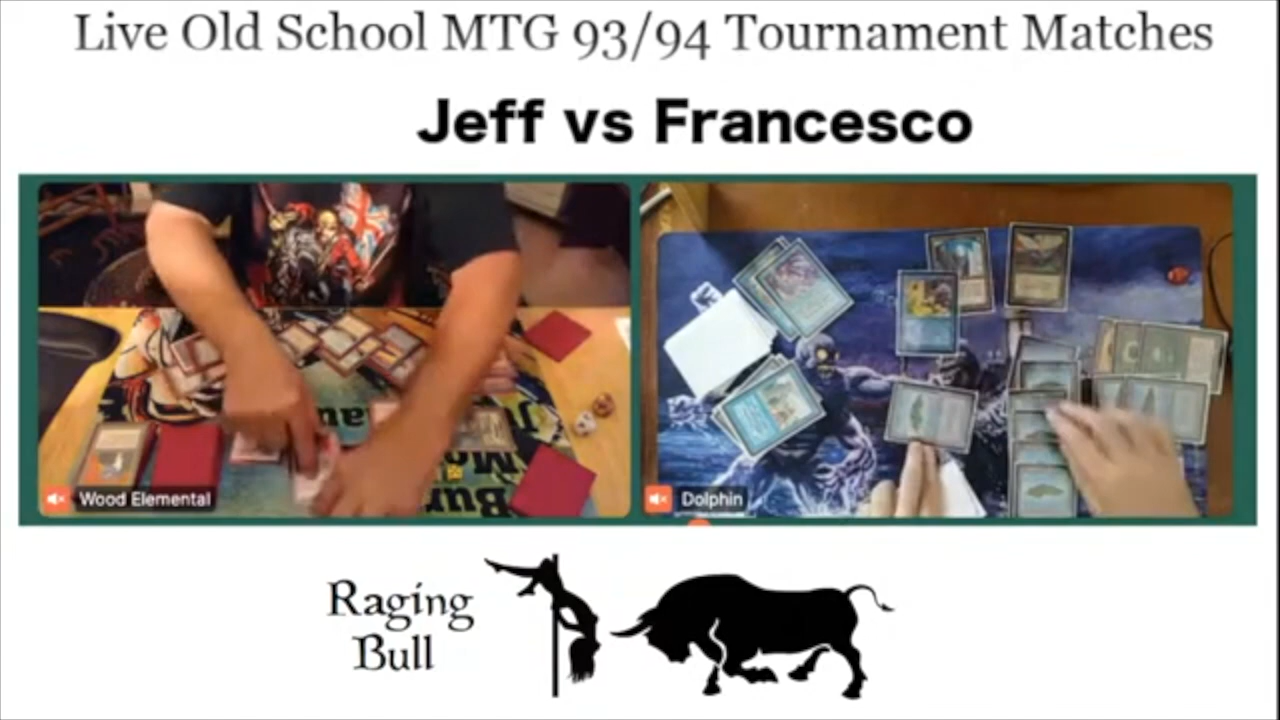 Live Old School MTG 93/94 Tournament Matches
Jeff vs Francesco
Wood Elemental
Dolphin
Raging
Bull